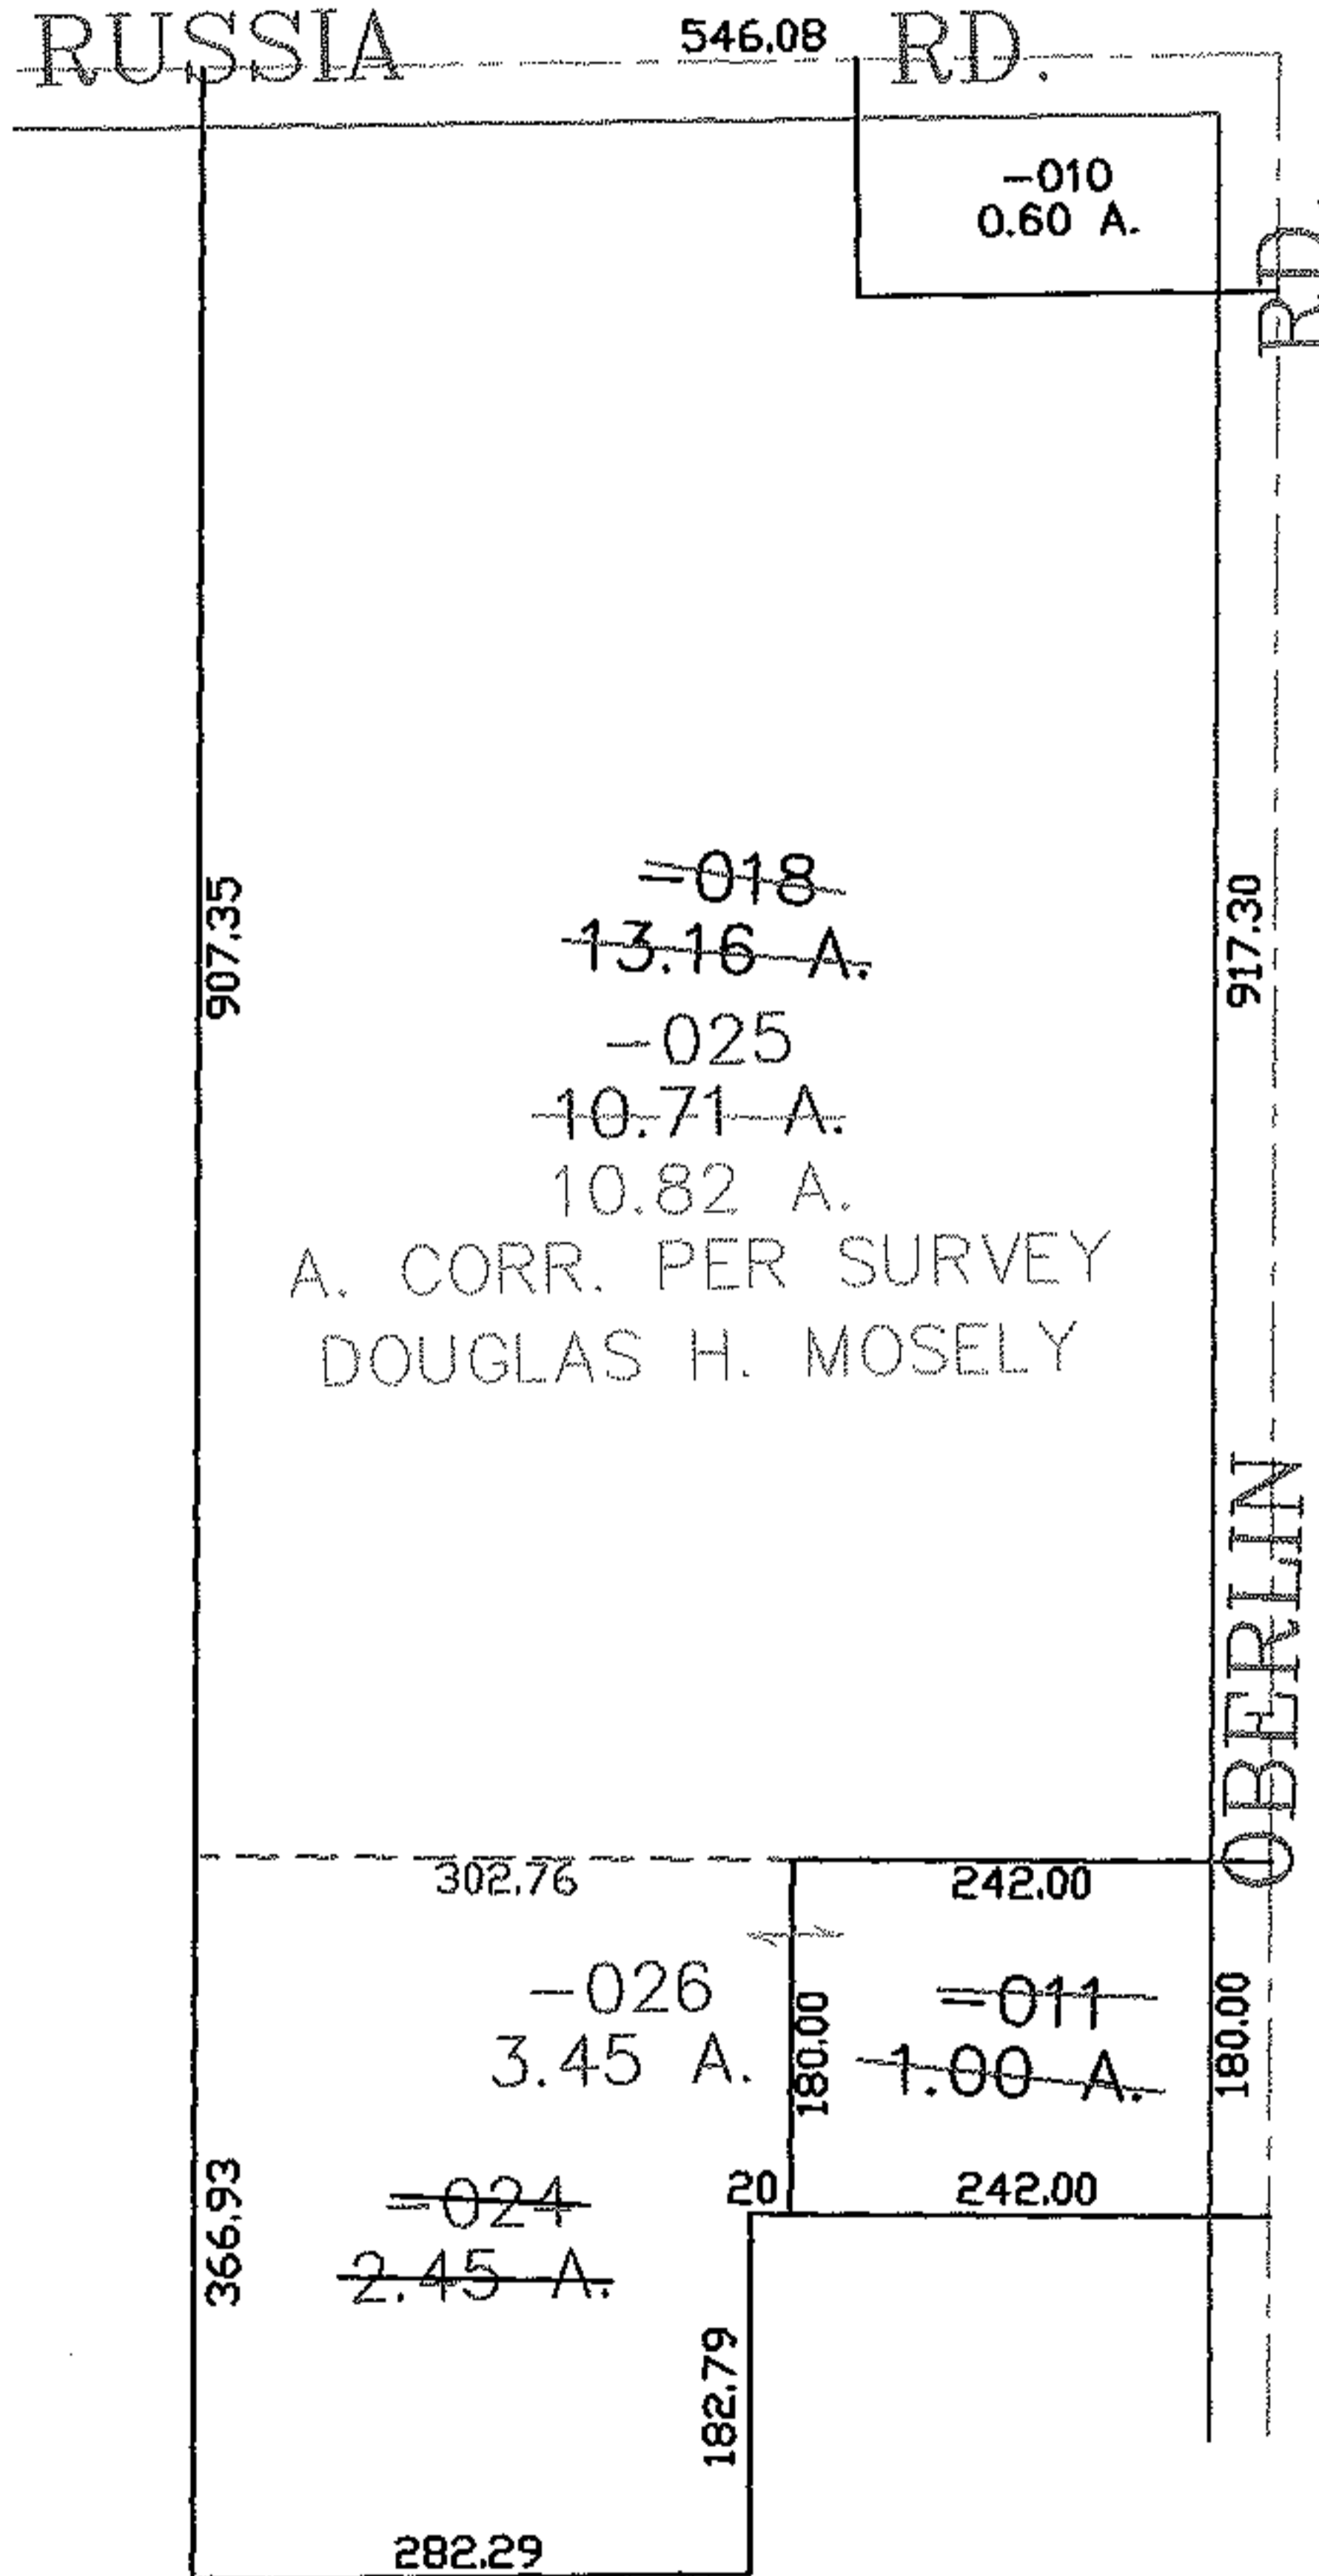 RUSSIA RD.
546.08
-010
0.60 A.
RD.
-018
13.16 A.
907.35
917.30
-025
10.71 A.
10.82 A.
A. CORR. PER SURVEY
DOUGLAS H. MOSELY
OBERLIN
302.76
242.00
-026
3.45 A.
180.00
-011
1.00 A.
180.00
20
242.00
-024
2.45 A.
366.93
182.79
282.29